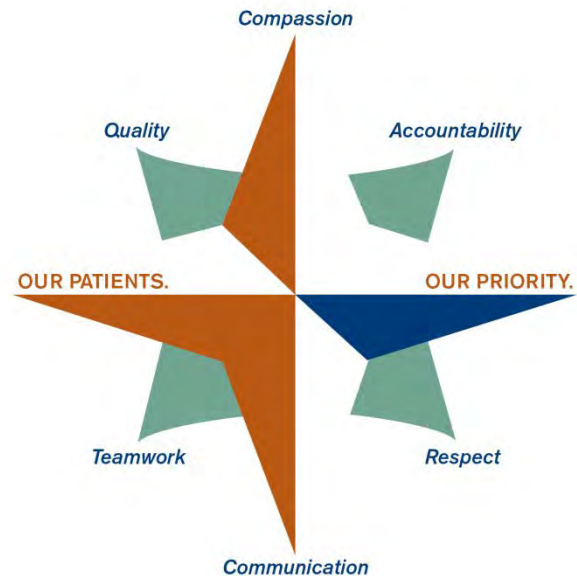 Compassion
Quality
Accountability
OUR PATIENTS.
OUR PRIORITY.
Teamwork
Respect
Communication